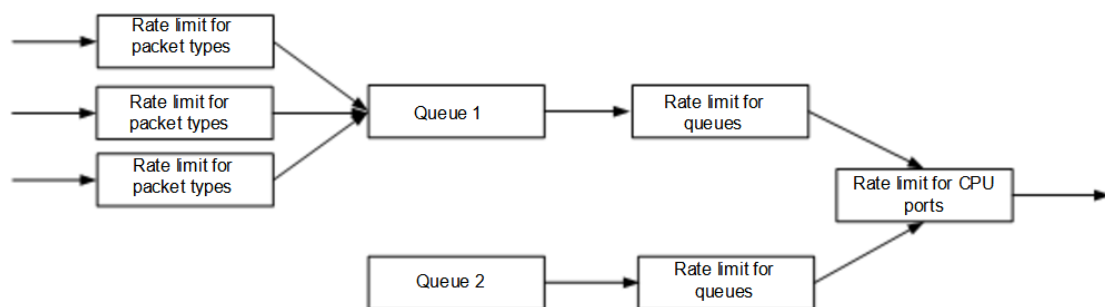 Rate limit for
packet types
Rate limit for
packet types
Rate limit for
packet types
Queue 1
Rate limit for
queues
Rate limit for CPU
ports
Queue 2
Rate limit for
queues